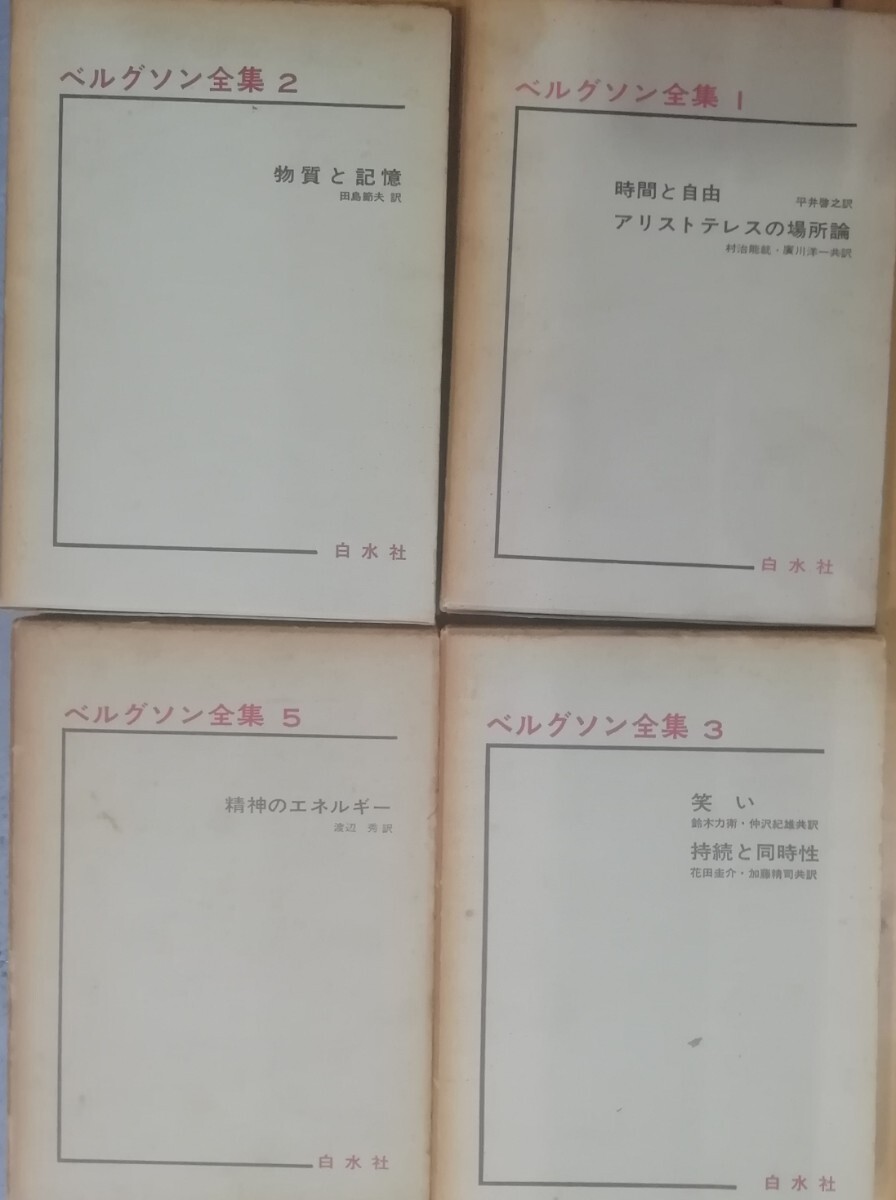 ベルグソン全集 2
物質と記憶
田島節夫 訳
白水社
ベルグソン全集 1
時間と自由
平井啓之訳
アリストテレスの場所論
村治能就・廣川洋一共訳
白水社
ベルグソン全集 5
精神のエネルギー
渡辺 秀 訳
白水社
ベルグソン全集 3
笑い
鈴木力衛・仲沢紀雄共訳
持続と同時性
花田圭介・加藤精司共訳
白水社